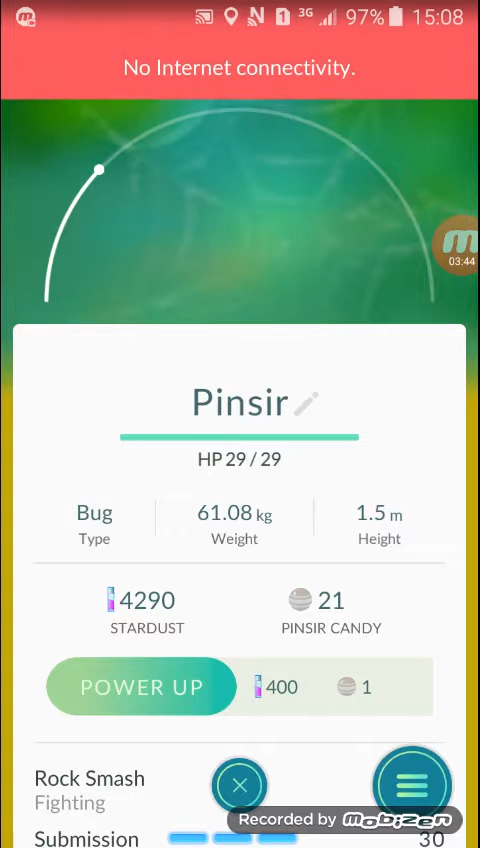 1 3G 97% 15:08
No Internet connectivity.
m
03:44
Pinsir
HP 29 / 29
Bug 61.08 kg 1.5 m
Type Weight Height
4290 21
STARDUST PINSIR CANDY
POWER UP 400 1
Rock Smash
Fighting
Recorded by mobizen
Submission 30